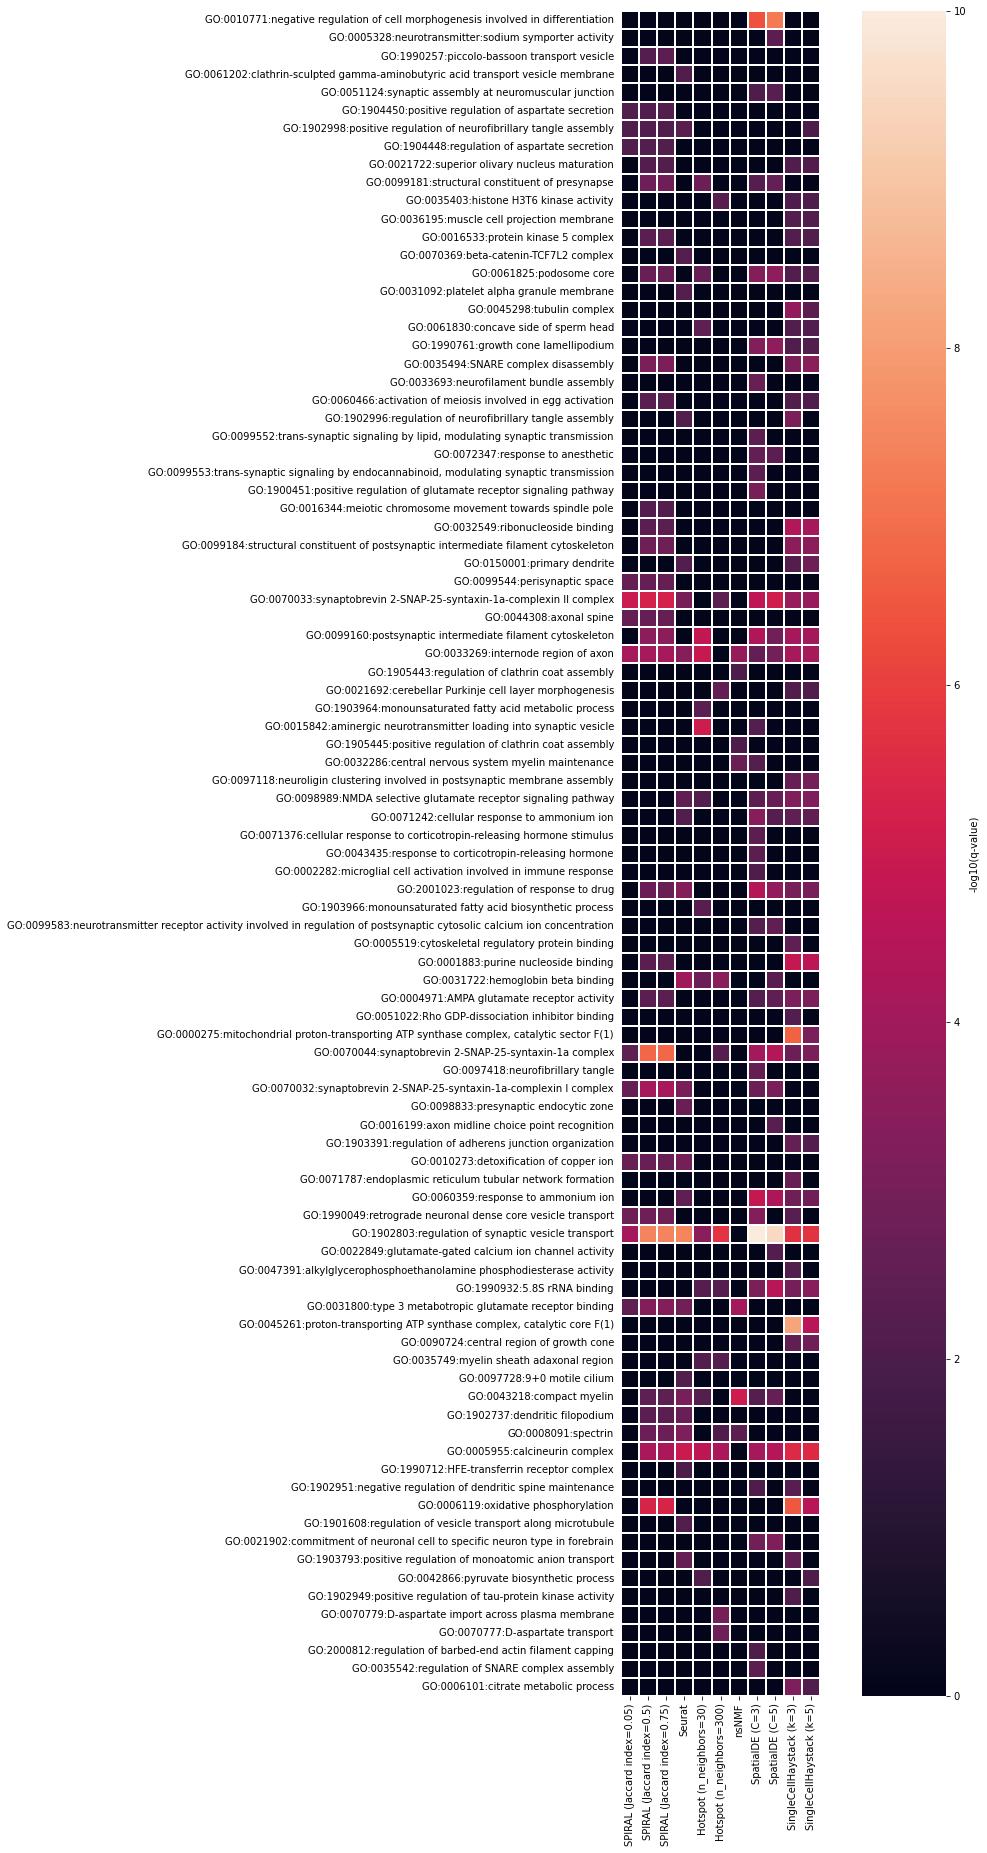 GO:0010771:negative regulation of cell morphogenesis involved in differentiation
GO:0005328:neurotransmitter:sodium symporter activity
GO:1990257:piccolo-bassoon transport vesicle
GO:0061202:clathrin-sculpted gamma-aminobutyric acid transport vesicle membrane
GO:0051124:synaptic assembly at neuromuscular junction
GO:1904450:positive regulation of aspartate secretion
GO:1902998:positive regulation of neurofibrillary tangle assembly
GO:1904448:regulation of aspartate secretion
GO:0021722:superior olivary nucleus maturation
GO:0099181:structural constituent of presynapse
GO:0035403:histone H3T6 kinase activity
GO:0036195:muscle cell projection membrane
GO:0016533:protein kinase 5 complex
GO:0070369:beta-catenin-TCF7L2 complex
GO:0061825:podosome core
GO:0031092:platelet alpha granule membrane
GO:0045298:tubulin complex
GO:0061830:concave side of sperm head
GO:1990761:growth cone lamellipodium
GO:0035494:SNARE complex disassembly
GO:0033693:neurofilament bundle assembly
GO:0060466:activation of meiosis involved in egg activation
GO:1902996:regulation of neurofibrillary tangle assembly
GO:0099552:trans-synaptic signaling by lipid, modulating synaptic transmission
GO:0072347:response to anesthetic
GO:0099553:trans-synaptic signaling by endocannabinoid, modulating synaptic transmission
GO:1900451:positive regulation of glutamate receptor signaling pathway
GO:0016344:meiotic chromosome movement towards spindle pole
GO:0032549:ribonucleoside binding
GO:0099184:structural constituent of postsynaptic intermediate filament cytoskeleton
GO:0150001:primary dendrite
GO:0099544:perisynaptic space
GO:0070033:synaptobrevin 2-SNAP-25-syntaxin-1a-complexin II complex
GO:0044308:axonal spine
GO:0099160:postsynaptic intermediate filament cytoskeleton
GO:0033269:internode region of axon
GO:1905443:regulation of clathrin coat assembly
GO:0021692:cerebellar Purkinje cell layer morphogenesis
GO:1903964:monounsaturated fatty acid metabolic process
GO:0015842:aminergic neurotransmitter loading into synaptic vesicle
GO:1905445:positive regulation of clathrin coat assembly
GO:0032286:central nervous system myelin maintenance
GO:0097118:neuroligin clustering involved in postsynaptic membrane assembly
GO:0098989:NMDA selective glutamate receptor signaling pathway
GO:0071242:cellular response to ammonium ion
GO:0071376:cellular response to corticotropin-releasing hormone stimulus
GO:0043435:response to corticotropin-releasing hormone
GO:0002282:microglial cell activation involved in immune response
GO:2001023:regulation of response to drug
GO:1903966:monounsaturated fatty acid biosynthetic process
GO:0099583:neurotransmitter receptor activity involved in regulation of postsynaptic cytosolic calcium ion concentration
GO:0005519:cytoskeletal regulatory protein binding
GO:0001883:purine nucleoside binding
GO:0031722:hemoglobin beta binding
GO:0004971:AMPA glutamate receptor activity
GO:0051022:Rho GDP-dissociation inhibitor binding
GO:0000275:mitochondrial proton-transporting ATP synthase complex, catalytic sector F(1)
GO:0070044:synaptobrevin 2-SNAP-25-syntaxin-1a complex
GO:0097418:neurofibrillary tangle
GO:0070032:synaptobrevin 2-SNAP-25-syntaxin-1a-complexin I complex
GO:0098833:presynaptic endocytic zone
GO:0016199:axon midline choice point recognition
GO:1903391:regulation of adherens junction organization
GO:0010273:detoxification of copper ion
GO:0071787:endoplasmic reticulum tubular network formation
GO:0060359:response to ammonium ion
GO:1990049:retrograde neuronal dense core vesicle transport
GO:1902803:regulation of synaptic vesicle transport
GO:0022849:glutamate-gated calcium ion channel activity
GO:0047391:alkylglycerophosphoethanolamine phosphodiesterase activity
GO:1990932:5.8S rRNA binding
GO:0031800:type 3 metabotropic glutamate receptor binding
GO:0045261:proton-transporting ATP synthase complex, catalytic core F(1)
GO:0090724:central region of growth cone
GO:0035749:myelin sheath adaxonal region
GO:0097728:9+0 motile cilium
GO:0043218:compact myelin
GO:1902737:dendritic filopodium
GO:0008091:spectrin
GO:0005955:calcineurin complex
GO:1990712:HFE-transferrin receptor complex
GO:1902951:negative regulation of dendritic spine maintenance
GO:0006119:oxidative phosphorylation
GO:1901608:regulation of vesicle transport along microtubule
GO:0021902:commitment of neuronal cell to specific neuron type in forebrain
GO:1903793:positive regulation of monoatomic anion transport
GO:0042866:pyruvate biosynthetic process
GO:1902949:positive regulation of tau-protein kinase activity
GO:0070779:D-aspartate import across plasma membrane
GO:0070777:D-aspartate transport
GO:2000812:regulation of barbed-end actin filament capping
GO:0035542:regulation of SNARE complex assembly
GO:0006101:citrate metabolic process
SPIRAL (Jaccard index=0.05)
SPIRAL (Jaccard index=0.5)
SPIRAL (Jaccard index=0.75)
Seurat
Hotspot (n_neighbors=30)
Hotspot (n_neighbors=300)
nsNMF
SpatialDE (C=3)
SpatialDE (C=5)
SingleCellHaystack (k=3)
SingleCellHaystack (k=5)
10
8
6
4
2
0
-log10(q-value)